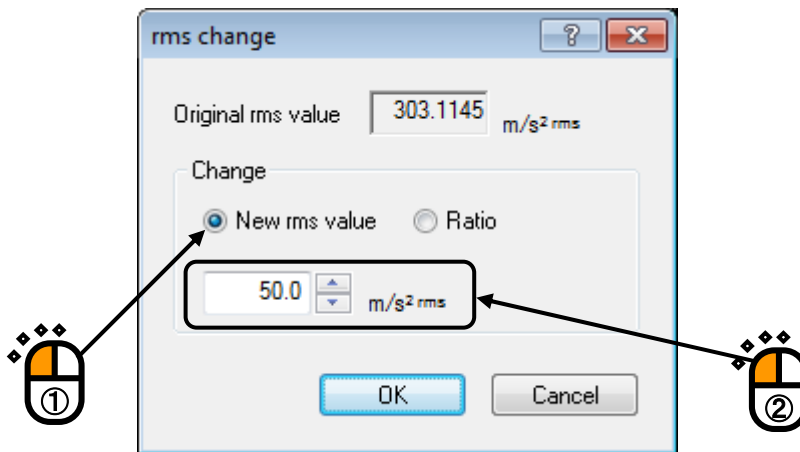 rms change
Original rms value 303.1145 m/s² rms
Change
New rms value Ratio
50.0 m/s² rms
① ②
OK Cancel